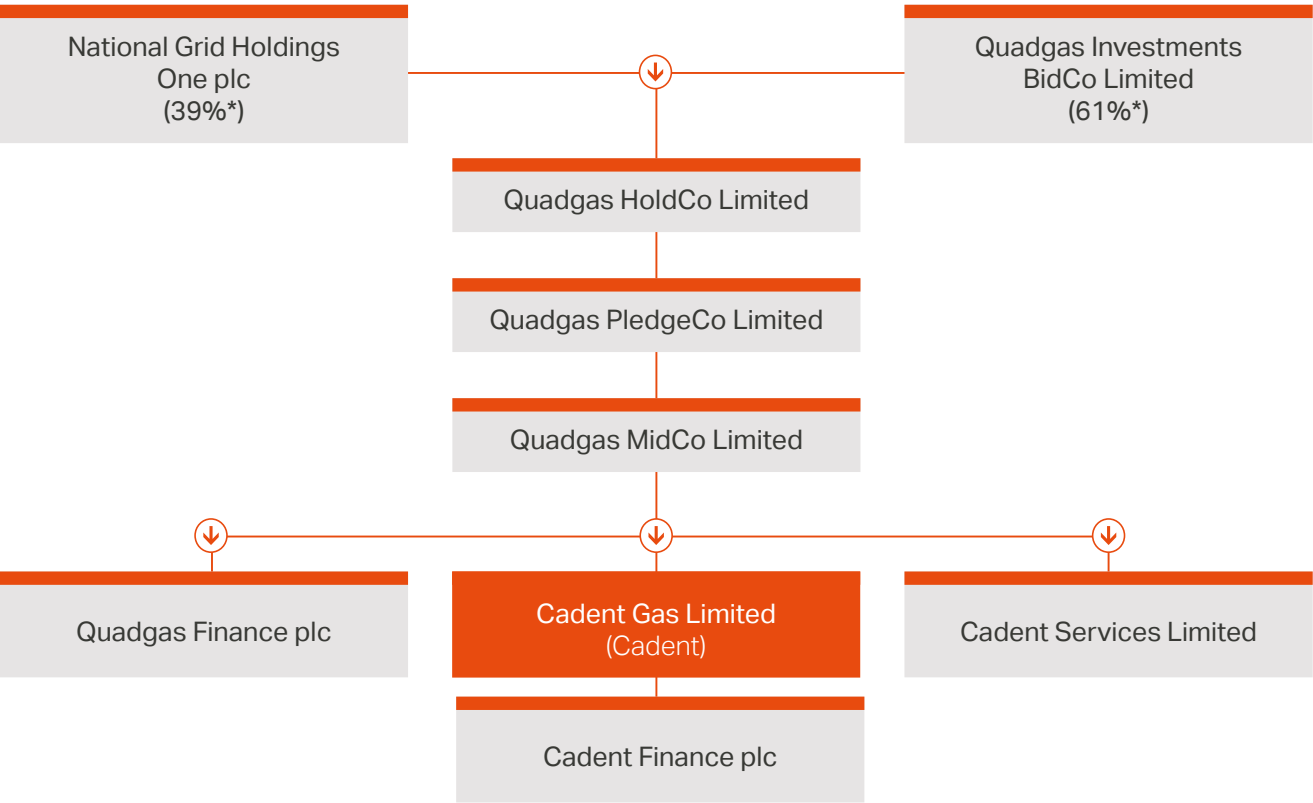 National Grid Holdings
One plc
(39%*)
Quadgas Investments
BidCo Limited
(61%*)
Quadgas HoldCo Limited
Quadgas PledgeCo Limited
Quadgas MidCo Limited
Quadgas Finance plc
Cadent Gas Limited
(Cadent)
Cadent Services Limited
Cadent Finance plc